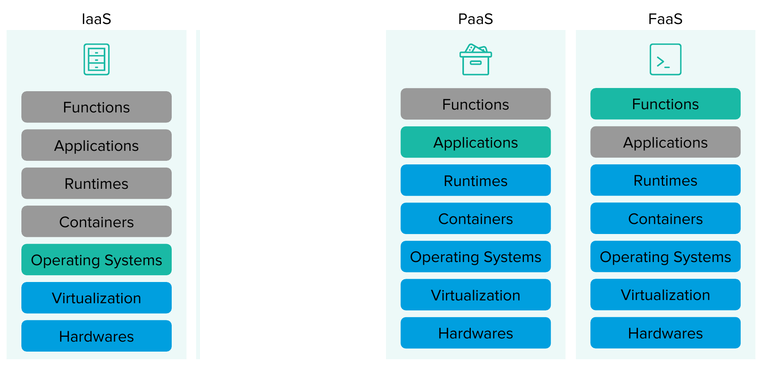 IaaS
Functions
Applications
Runtimes
Containers
Operating Systems
Virtualization
Hardwares
PaaS
Functions
Applications
Runtimes
Containers
Operating Systems
Virtualization
Hardwares
FaaS
Functions
Applications
Runtimes
Containers
Operating Systems
Virtualization
Hardwares